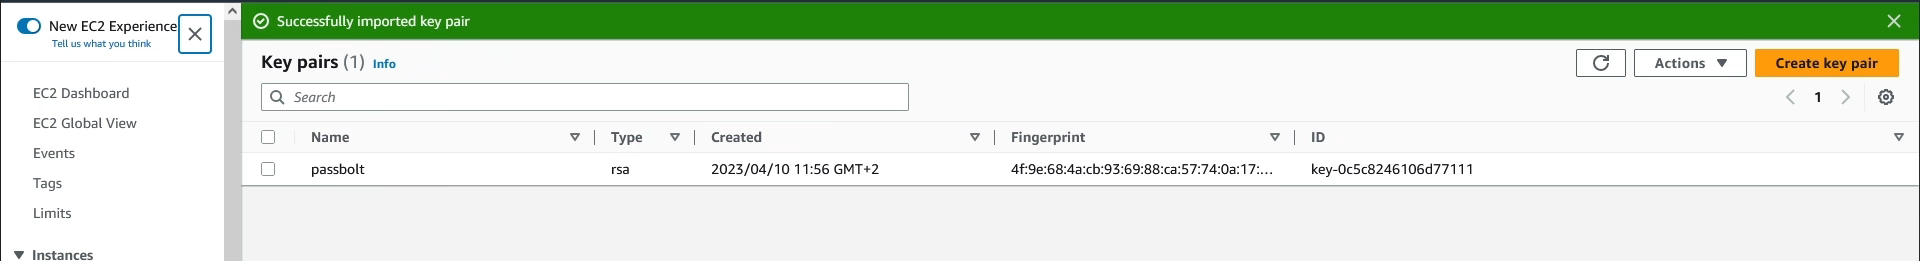 New EC2 Experience
Tell us what you think
EC2 Dashboard
EC2 Global View
Events
Tags
Limits
Instances
Successfully imported key pair
Key pairs (1) Info
Actions
Create key pair
Search
1
Name Type Created Fingerprint ID
passbolt rsa 2023/04/10 11:56 GMT+2 4f:9e:68:4a:cb:93:69:88:ca:57:74:0a:17:... key-0c5c8246106d77111